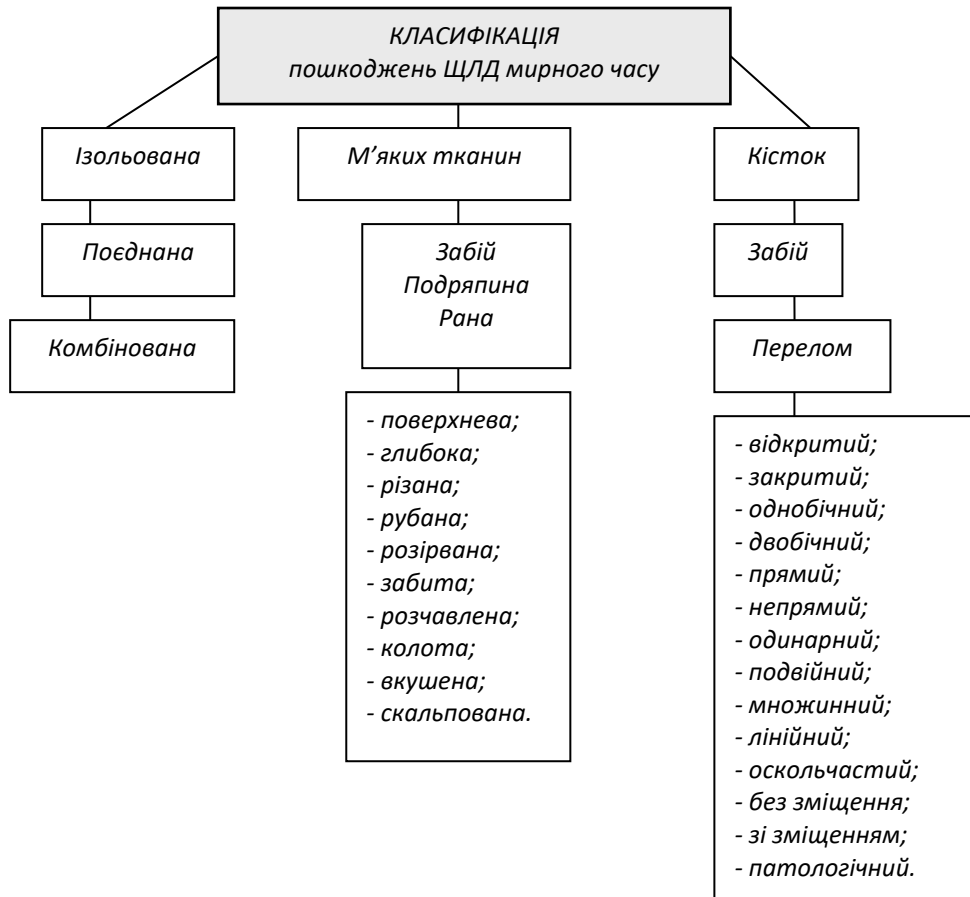 КЛАСИФІКАЦІЯ
пошкоджень ЩЛД мирного часу
Ізольована
Поєднана
Комбінована
М’яких тканин
Забій
Подряпина
Рана
- поверхнева;
- глибока;
- різана;
- рубана;
- розірвана;
- забита;
- розчавлена;
- колота;
- вкушена;
- скальпована.
Кісток
Забій
Перелом
- відкритий;
- закритий;
- однобічний;
- двобічний;
- прямий;
- непрямий;
- одинарний;
- подвійний;
- множинний;
- лінійний;
- оскольчастий;
- без зміщення;
- зі зміщенням;
- патологічний.